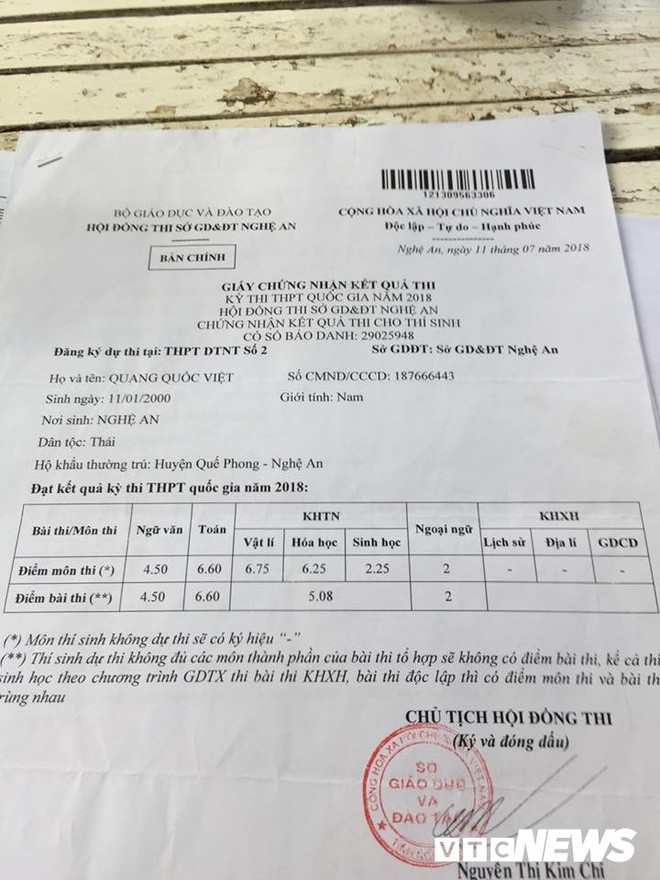 121309563306
BỘ GIÁO DỤC VÀ ĐÀO TẠO
HỘI ĐỒNG THI SỞ GD&ĐT NGHỆ AN
CỘNG HÒA XÃ HỘI CHỦ NGHĨA VIỆT NAM
Độc lập – Tự do – Hạnh phúc
BẢN CHÍNH
Nghệ An, ngày 11 tháng 07 năm 2018
GIẤY CHỨNG NHẬN KẾT QUẢ THI
KỲ THI THPT QUỐC GIA NĂM 2018
HỘI ĐỒNG THI SỞ GD&ĐT NGHỆ AN
CHỨNG NHẬN KẾT QUẢ THI CHO THÍ SINH
CÓ SỐ BÁO DANH: 29025948
Đăng ký dự thi tại: THPT DTNT Số 2 Sở GDĐT: Sở GD&ĐT Nghệ An
Họ và tên: QUANG QUỐC VIỆT Số CMND/CCCD: 187666443
Sinh ngày: 11/01/2000 Giới tính: Nam
Nơi sinh: NGHỆ AN
Dân tộc: Thái
Hộ khẩu thường trú: Huyện Quế Phong - Nghệ An
Đạt kết quả kỳ thi THPT quốc gia năm 2018:
Bài thi/Môn thi Ngữ văn Toán KHTN Ngoại ngữ KHXH
Vật lí Hóa học Sinh học Lịch sử Địa lí GDCD
Điểm môn thi (*) 4.50 6.60 6.75 6.25 2.25 2 - - -
Điểm bài thi (**) 4.50 6.60 5.08 2
(*) Môn thí sinh không dự thi sẽ có ký hiệu "-"
(**) Thí sinh dự thi không đủ các môn thành phần của bài thi tổ hợp sẽ không có điểm bài thi, kể cả thí
sinh học theo chương trình GDTX thi bài thi KHXH, bài thi độc lập thì có điểm môn thi và bài thi
trùng nhau
CHỦ TỊCH HỘI ĐỒNG THI
(Ký và đóng dấu)
SỞ
GIÁO DỤC
VÀ
ĐÀO TẠO
Nguyễn Thị Kim Chi
VTC NEWS